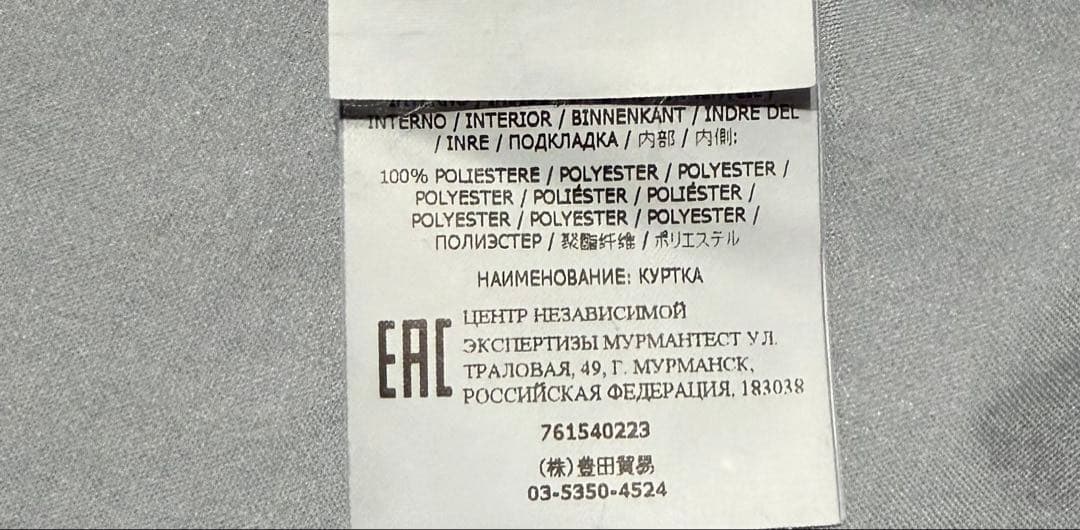 INTERNO / INTERIOR / BINNENKANT / INDRE DEL
/ INRE / ПОДКЛАДКА / 内部 / 内側:
100% POLIESTERE / POLYESTER / POLYESTER /
POLYESTER / POLIÉSTER / POLIÉSTER /
POLYESTER / POLYESTER / POLYESTER /
ПОЛИЭСТЕР / 聚酯纤维 / ポリエステル
НАИМЕНОВАНИЕ: КУРТКА
EAC
ЦЕНТР НЕЗАВИСИМОЙ
ЭКСПЕРТИЗЫ МУРМАНТЕСТ УЛ.
ТРАЛОВАЯ, 49, Г. МУРМАНСК,
РОССИЙСКАЯ ФЕДЕРАЦИЯ, 183038
761540223
(株)豊田貿易
03-5350-4524